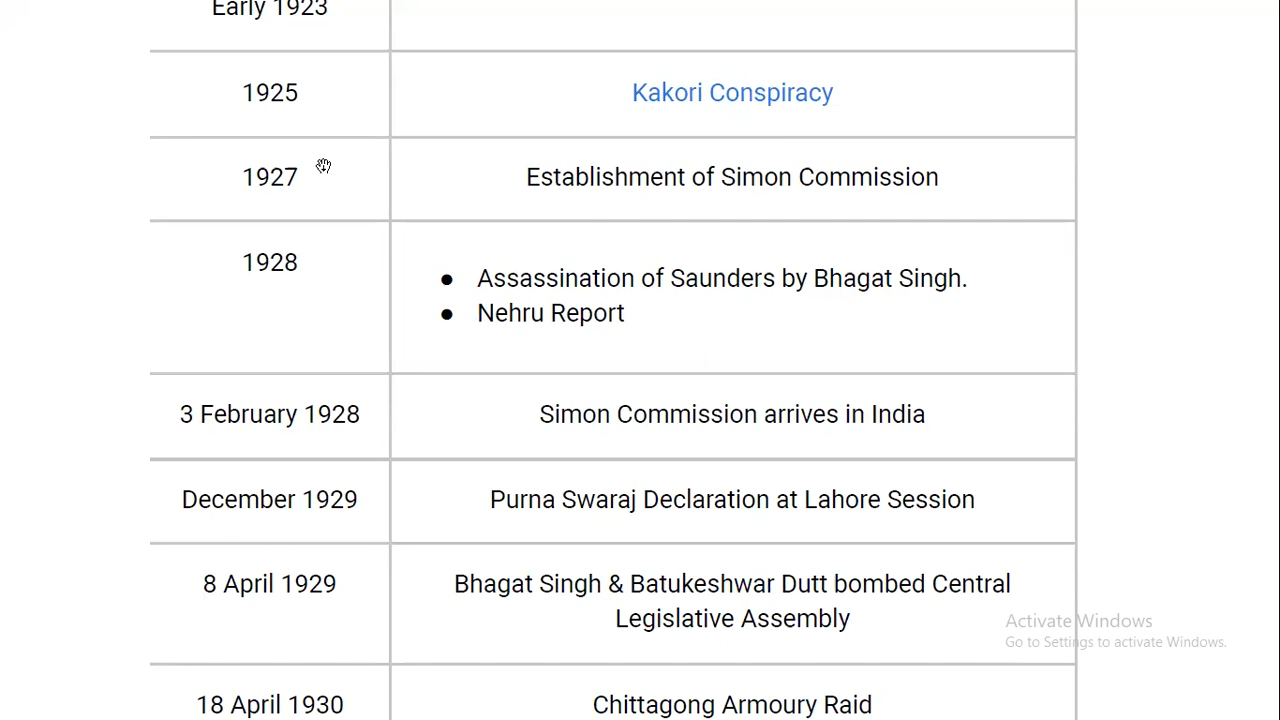 Early 1923
1925
Kakori Conspiracy
1927
Establishment of Simon Commission
1928
● Assassination of Saunders by Bhagat Singh.
● Nehru Report
3 February 1928
Simon Commission arrives in India
December 1929
Purna Swaraj Declaration at Lahore Session
8 April 1929
Bhagat Singh & Batukeshwar Dutt bombed Central
Legislative Assembly
Activate Windows
Go to Settings to activate Windows.
18 April 1930
Chittagong Armoury Raid